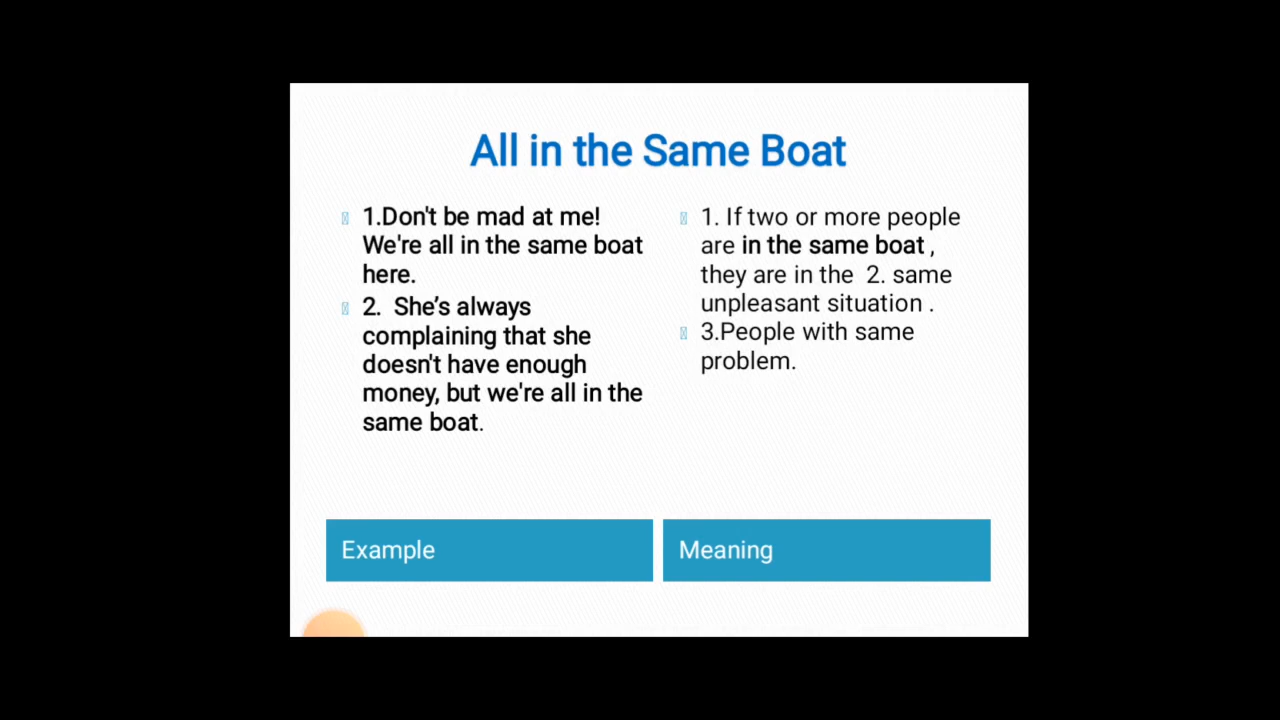 All in the Same Boat
1.Don't be mad at me!
We're all in the same boat
here.
2.  She’s always
complaining that she
doesn't have enough
money, but we're all in the
same boat.
1. If two or more people
are in the same boat ,
they are in the  2. same
unpleasant situation .
3.People with same
problem.
Example
Meaning